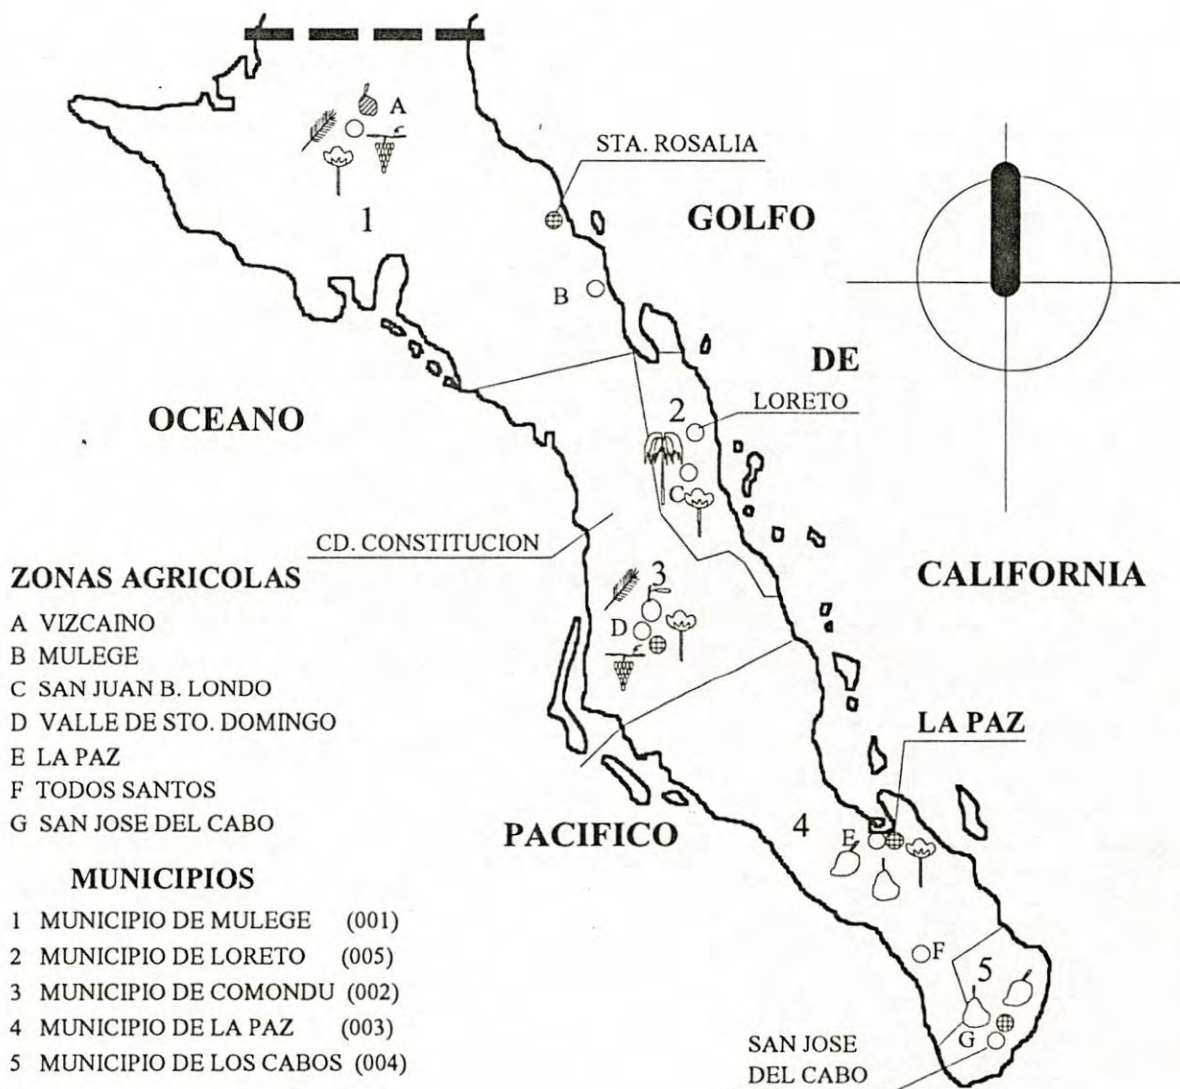 A
STA. ROSALIA
1
GOLFO
B
DE
OCEANO
2
LORETO
C
CD. CONSTITUCION
CALIFORNIA
3
D
ZONAS AGRICOLAS
A VIZCAINO
B MULEGE
C SAN JUAN B. LONDO
D VALLE DE STO. DOMINGO
E LA PAZ
F TODOS SANTOS
G SAN JOSE DEL CABO
LA PAZ
PACIFICO
4
E
F
5
G
SAN JOSE
DEL CABO
MUNICIPIOS
1 MUNICIPIO DE MULEGE (001)
2 MUNICIPIO DE LORETO (005)
3 MUNICIPIO DE COMONDU (002)
4 MUNICIPIO DE LA PAZ (003)
5 MUNICIPIO DE LOS CABOS (004)